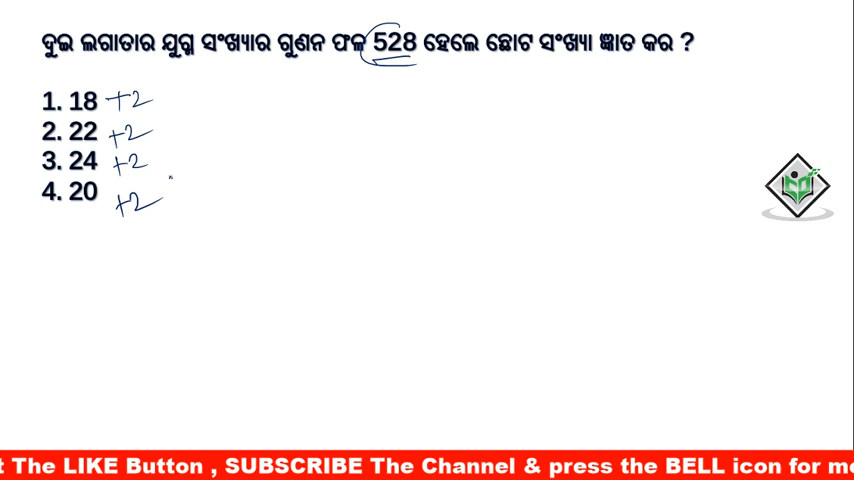 ଦୁଇ ଲଗାତାର ଯୁଗ୍ମ ସଂଖ୍ୟାର ଗୁଣନ ଫଳ 528 ହେଲେ ଛୋଟ ସଂଖ୍ୟା ଜ୍ଞାତ କର ?
1. 18 +2
2. 22 +2
3. 24 +2
4. 20 +2
t The LIKE Button , SUBSCRIBE The Channel & press the BELL icon for mo